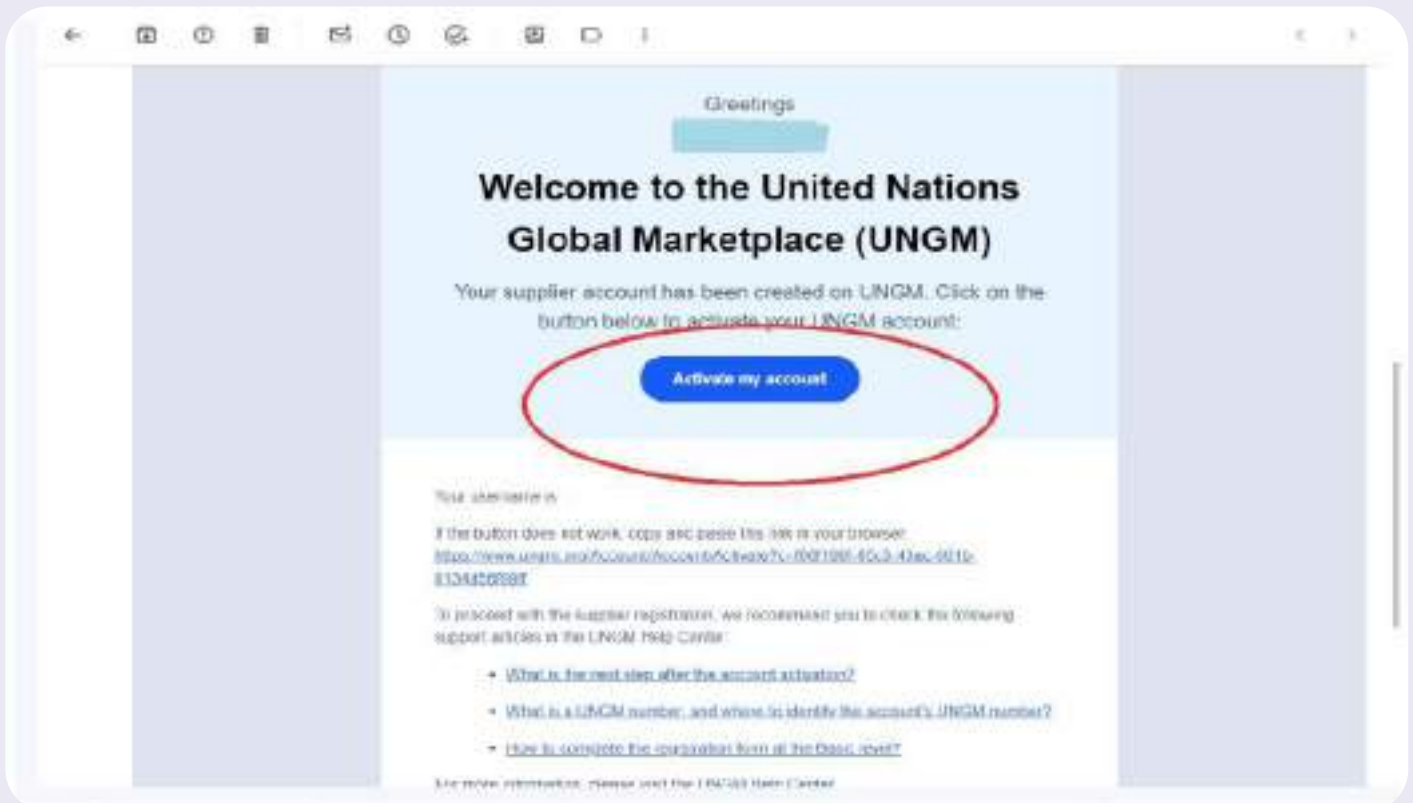 Greetings
Welcome to the United Nations
Global Marketplace (UNGM)
Your supplier account has been created on UNGM. Click on the
button below to activate your UNGM account:
Activate my account
Your username is
If the button does not work, copy and paste this link in your browser
To proceed with the supplier registration, we recommend you to check the following
support articles in the UNGM Help Center:
• What is the next step after the account activation?
• What is a UNGM number, and where to identify the account's UNGM number?
• How to complete the registration form at the Basic level?
For more information, please visit the UNGM Help Center